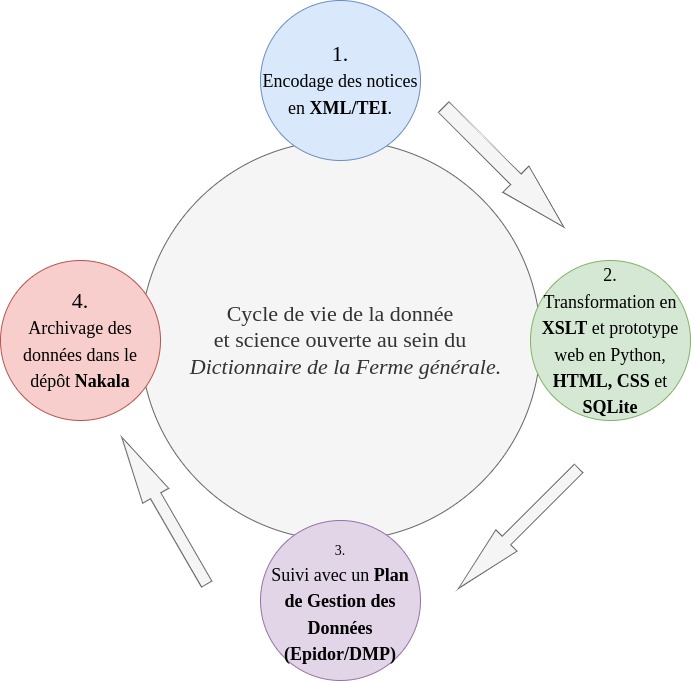 1.
Encodage des notices
en XML/TEI.
2.
Transformation en
XSLT et prototype
web en Python,
HTML, CSS et
SQLite
3.
Suivi avec un Plan
de Gestion des
Données
(Epidor/DMP)
4.
Archivage des
données dans le
dépôt Nakala
Cycle de vie de la donnée
et science ouverte au sein du
Dictionnaire de la Ferme générale.